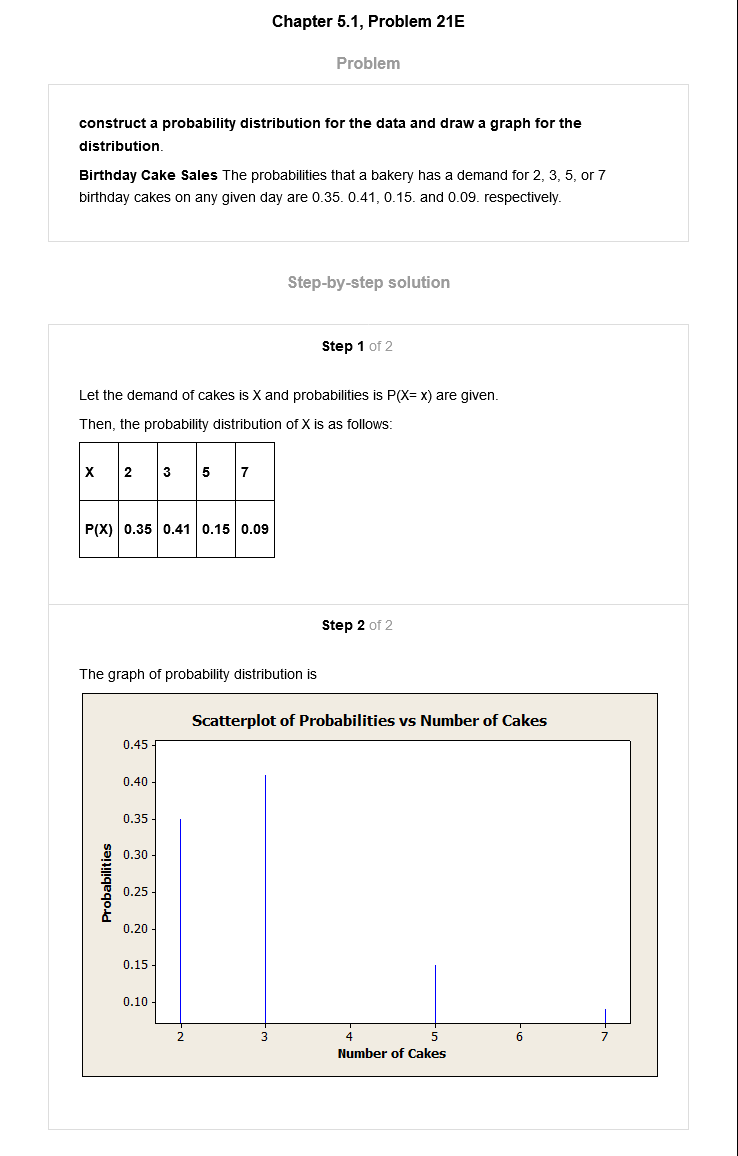 Chapter 5.1, Problem 21E
Problem
construct a probability distribution for the data and draw a graph for the
distribution.
Birthday Cake Sales The probabilities that a bakery has a demand for 2, 3, 5, or 7
birthday cakes on any given day are 0.35. 0.41, 0.15. and 0.09. respectively.
Step-by-step solution
Step 1 of 2
Let the demand of cakes is X and probabilities is P(X= x) are given.
Then, the probability distribution of X is as follows:
X 2 3 5 7
P(X) 0.35 0.41 0.15 0.09
Step 2 of 2
The graph of probability distribution is
Scatterplot of Probabilities vs Number of Cakes
Probabilities
0.45
0.40
0.35
0.30
0.25
0.20
0.15
0.10
2 3 4 5 6 7
Number of Cakes